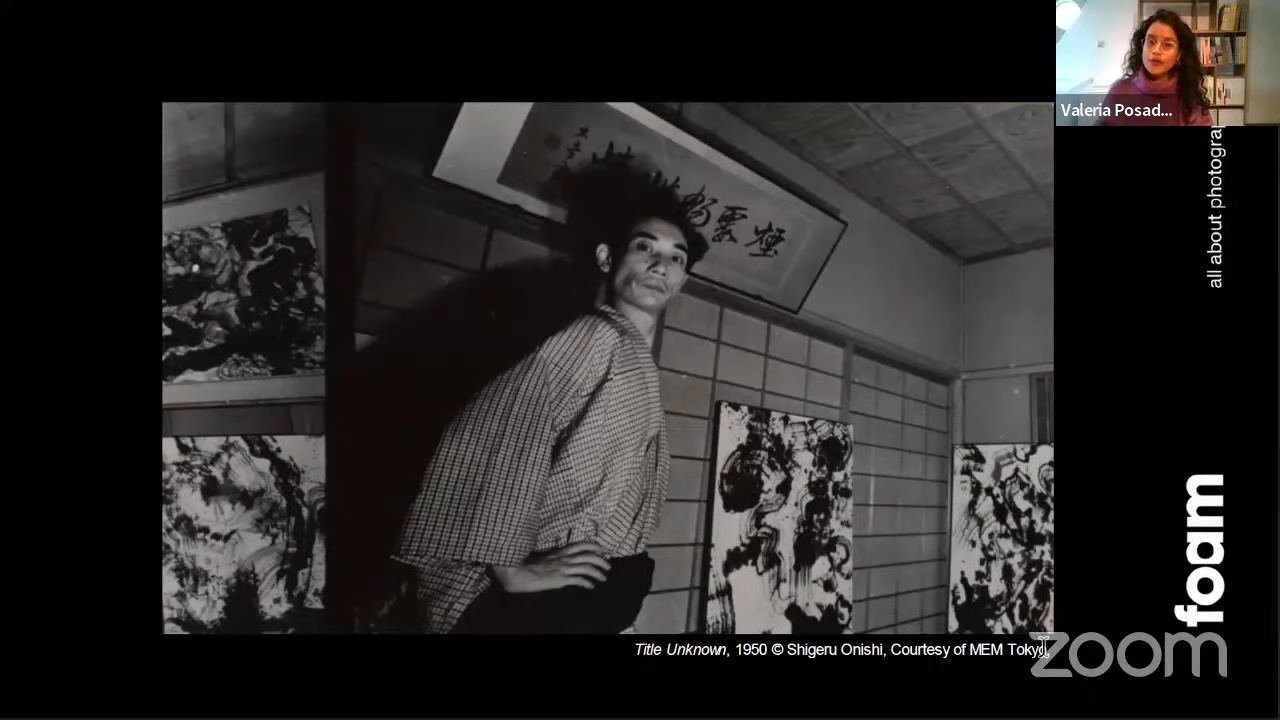 Valeria Posad...
all about photogra
foam
Title Unknown, 1950 © Shigeru Onishi, Courtesy of MEM Tokyo
zoom